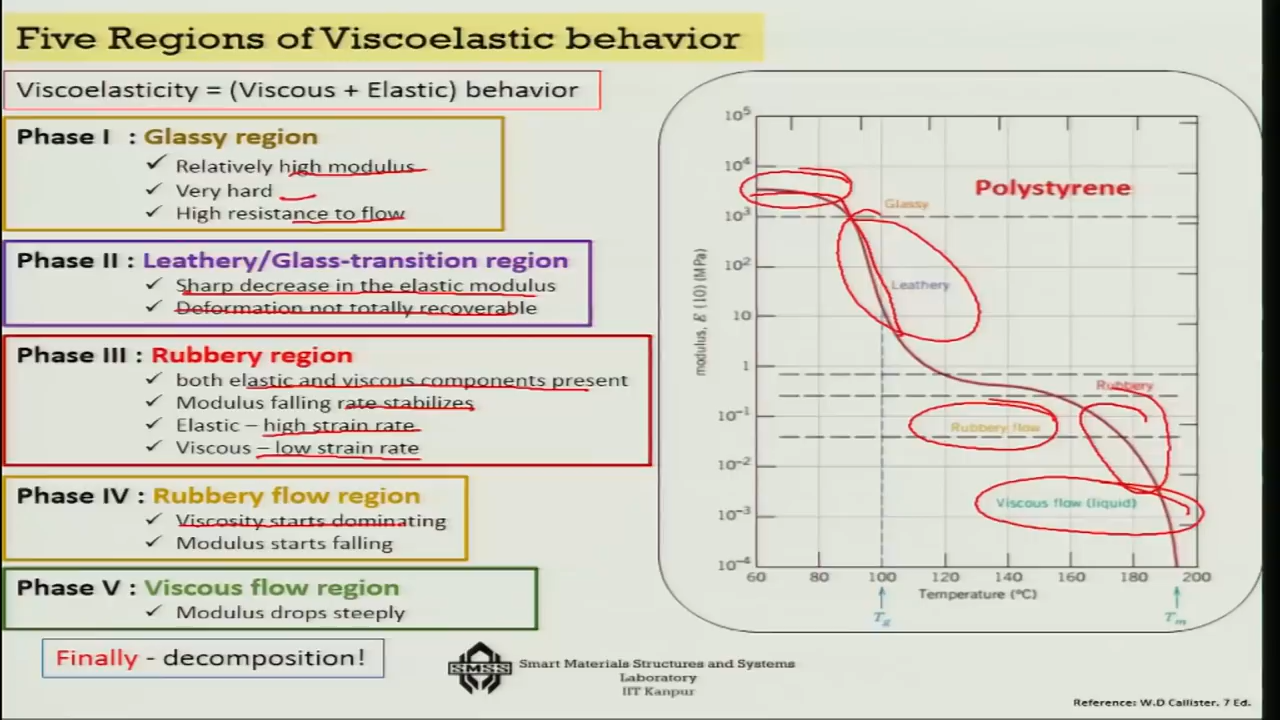 Five Regions of Viscoelastic behavior
Viscoelasticity = (Viscous + Elastic) behavior
Phase I : Glassy region
✓ Relatively high modulus
✓ Very hard
✓ High resistance to flow
Phase II : Leathery/Glass-transition region
✓ Sharp decrease in the elastic modulus
✓ Deformation not totally recoverable
Phase III : Rubbery region
✓ both elastic and viscous components present
✓ Modulus falling rate stabilizes
✓ Elastic – high strain rate
✓ Viscous – low strain rate
Phase IV : Rubbery flow region
✓ Viscosity starts dominating
✓ Modulus starts falling
Phase V : Viscous flow region
✓ Modulus drops steeply
Finally - decomposition!
10⁵
10⁴
10³
10²
10
1
10⁻¹
10⁻²
10⁻³
10⁻⁴
modulus, E (10) (MPa)
Polystyrene
Glassy
Leathery
Rubbery
Rubbery flow
Viscous flow (liquid)
60 80 100 120 140 160 180 200
Temperature (°C)
Tg Tm
SMSS
Smart Materials Structures and Systems
Laboratory
IIT Kanpur
Reference: W.D Callister. 7 Ed.